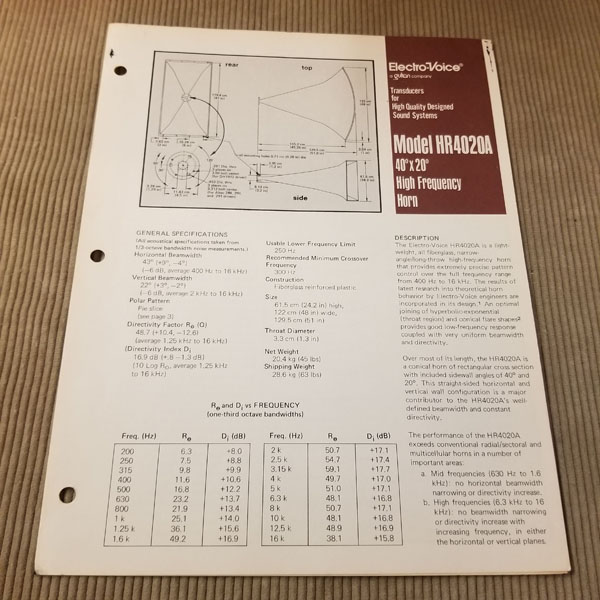 Electro-Voice®
a gulton company
Transducers
for
High Quality Designed
Sound Systems
Model HR4020A
40° x 20°
High Frequency
Horn
rear
top
side
GENERAL SPECIFICATIONS
(All acoustical specifications taken from
1/3-octave bandwidth noise measurements.)
Horizontal Beamwidth
43° (+9°, -4°)
(-6 dB, average 400 Hz to 16 kHz)
Vertical Beamwidth
22° (+3°, -2°)
(-6 dB, average 2 kHz to 16 kHz)
Polar Pattern
(see page 3)
Directivity Factor Rθ (Q)
48.7 (+10.4, -12.6)
(average 1.25 kHz to 16 kHz)
(Directivity Index Di
16.9 dB (+.8 -1.3 dB)
(10 Log Rθ, average 1.25 kHz
to 16 kHz)
Usable Lower Frequency Limit
250 Hz
Recommended Minimum Crossover
Frequency
300 Hz
Construction
Fiberglass reinforced plastic
Size
61.5 cm (24.2 in) high,
122 cm (48 in) wide,
129.5 cm (51 in)
Throat Diameter
3.3 cm (1.3 in)
Net Weight
20.4 kg (45 lbs)
Shipping Weight
28.6 kg (63 lbs)
DESCRIPTION
The Electro-Voice HR4020A is a light-
weight, all fiberglass, narrow
angle/long-throw high-frequency horn
that provides extremely precise pattern
control over the full frequency range
from 400 Hz to 16 kHz. The results of
latest research into theoretical horn
behavior by Electro-Voice engineers are
incorporated in its design.1 An optimal
joining of hyperbolic-exponential
(throat region) and conical flare shapes2
provides good low-frequency response
coupled with very uniform beamwidth
and directivity.
Over most of its length, the HR4020A is
a conical horn of rectangular cross section
with included sidewall angles of 40° and
20°. This straight-sided horizontal and
vertical wall configuration is a major
contributor to the HR4020A's well-
defined beamwidth and constant
directivity.
The performance of the HR4020A
exceeds conventional radial/sectoral and
multicellular horns in a number of
important areas:
a. Mid frequencies (630 Hz to 1.6
kHz): no horizontal beamwidth
narrowing or directivity increase.
b. High frequencies (6.3 kHz to 16
kHz): no beamwidth narrowing
or directivity increase with
increasing frequency, in either
the horizontal or vertical planes.
Rθ and Di vs FREQUENCY
(one-third octave bandwidths)
Freq. (Hz) Rθ Di (dB)
200 6.3 +8.0
250 7.5 +8.8
315 9.8 +9.9
400 11.6 +10.6
500 16.8 +12.2
630 23.2 +13.7
800 21.9 +13.4
1 k 25.1 +14.0
1.25 k 36.1 +15.6
1.6 k 49.2 +16.9
Freq. (Hz) Rθ Di (dB)
2 k 50.7 +17.1
2.5 k 54.7 +17.4
3.15 k 59.1 +17.7
4 k 49.7 +17.0
5 k 51.0 +17.1
6.3 k 48.1 +16.8
8 k 50.7 +17.1
10 k 48.1 +16.8
12.5 k 48.9 +16.9
16 k 38.1 +15.8